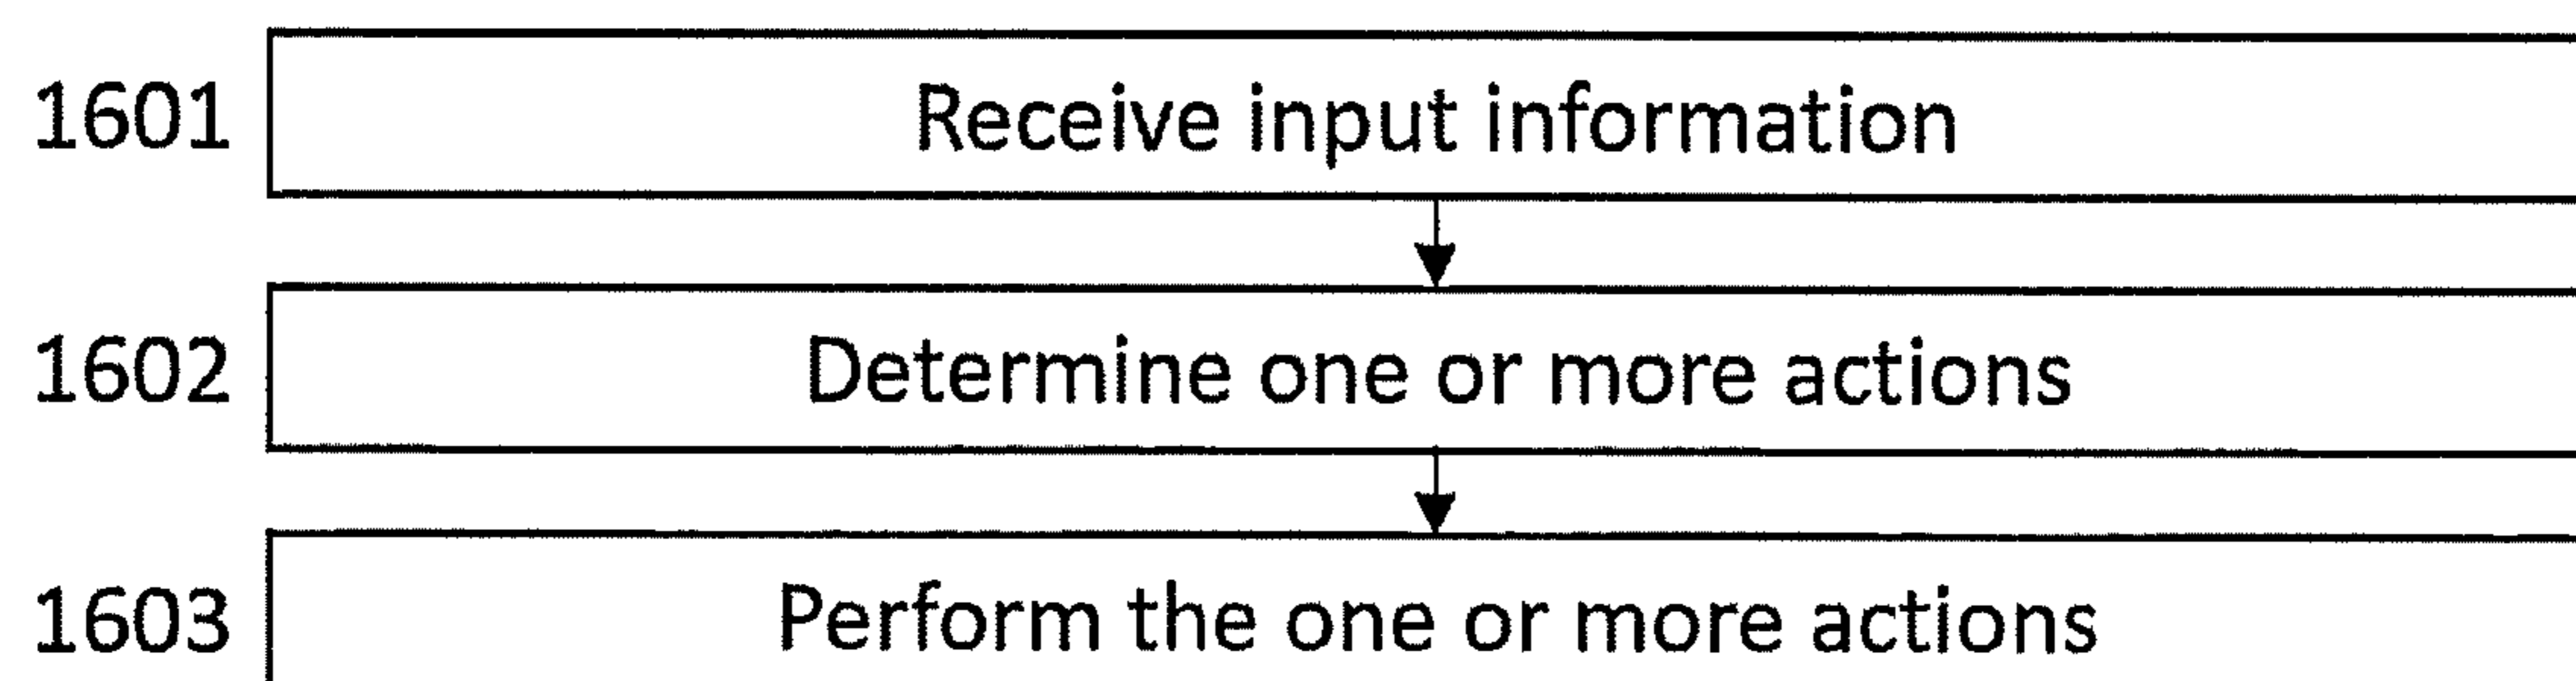 1601 Receive input information
1602 Determine one or more actions
1603 Perform the one or more actions